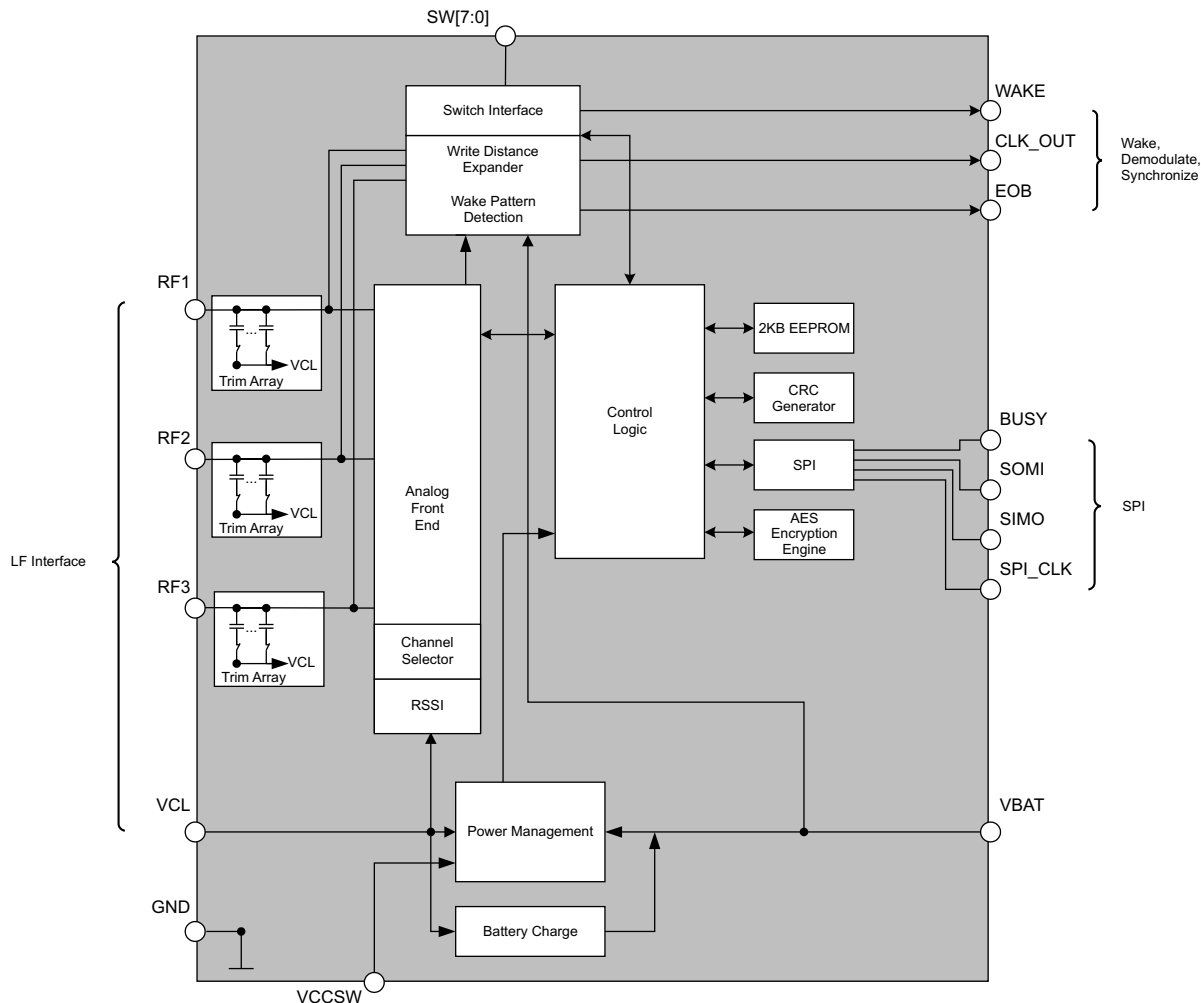 SW[7:0]
Switch Interface
Write Distance
Expander
Wake Pattern
Detection
WAKE
CLK_OUT
EOB
Wake,
Demodulate,
Synchronize
LF Interface
RF1
...
VCL
Trim Array
RF2
...
VCL
Trim Array
RF3
...
VCL
Trim Array
Analog
Front
End
Channel
Selector
RSSI
Control
Logic
2KB EEPROM
CRC
Generator
SPI
AES
Encryption
Engine
BUSY
SOMI
SIMO
SPI_CLK
SPI
VCL
Power Management
VBAT
GND
Battery Charge
VCCSW